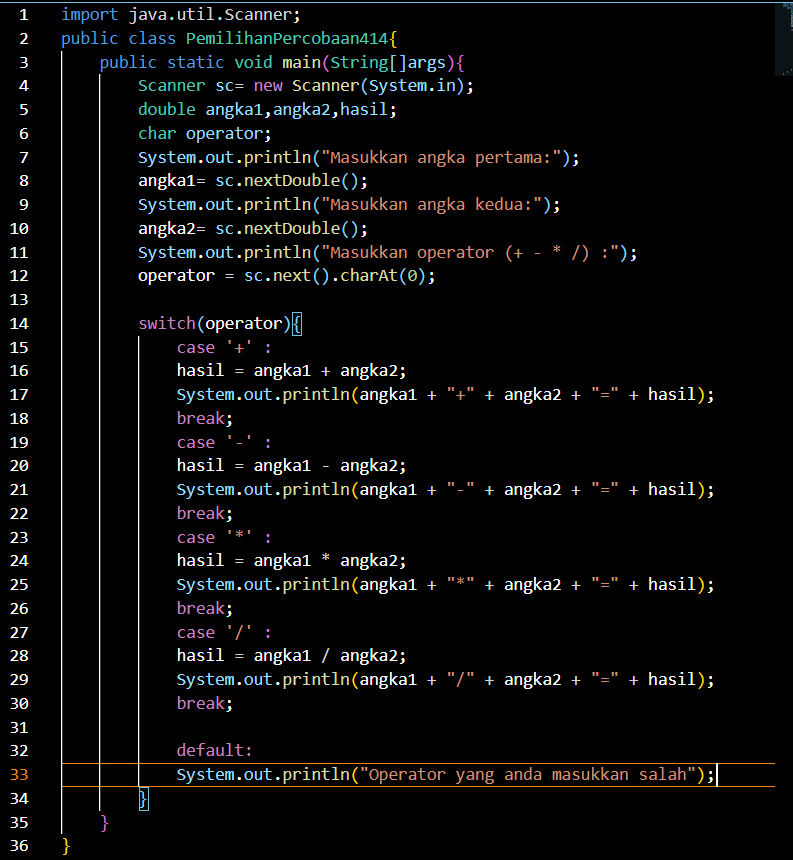 1 import java.util.Scanner;
2 public class PemilihanPercobaan414{
3 public static void main(String[]args){
4 Scanner sc= new Scanner(System.in);
5 double angka1,angka2,hasil;
6 char operator;
7 System.out.println("Masukkan angka pertama:");
8 angka1= sc.nextDouble();
9 System.out.println("Masukkan angka kedua:");
10 angka2= sc.nextDouble();
11 System.out.println("Masukkan operator (+ - * /) :");
12 operator = sc.next().charAt(0);
13
14 switch(operator){
15 case '+' :
16 hasil = angka1 + angka2;
17 System.out.println(angka1 + "+" + angka2 + "=" + hasil);
18 break;
19 case '-' :
20 hasil = angka1 - angka2;
21 System.out.println(angka1 + "-" + angka2 + "=" + hasil);
22 break;
23 case '*' :
24 hasil = angka1 * angka2;
25 System.out.println(angka1 + "*" + angka2 + "=" + hasil);
26 break;
27 case '/' :
28 hasil = angka1 / angka2;
29 System.out.println(angka1 + "/" + angka2 + "=" + hasil);
30 break;
31
32 default:
33 System.out.println("Operator yang anda masukkan salah");
34 }
35 }
36 }